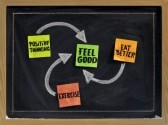 POSITIVE
THINKING
FEEL
GOOD
EAT
BETTER
EXERCISE